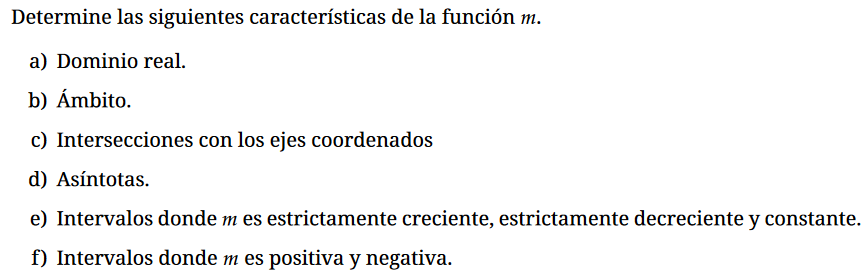 Determine las siguientes características de la función m.
a) Dominio real.
b) Ámbito.
c) Intersecciones con los ejes coordenados
d) Asíntotas.
e) Intervalos donde m es estrictamente creciente, estrictamente decreciente y constante.
f) Intervalos donde m es positiva y negativa.